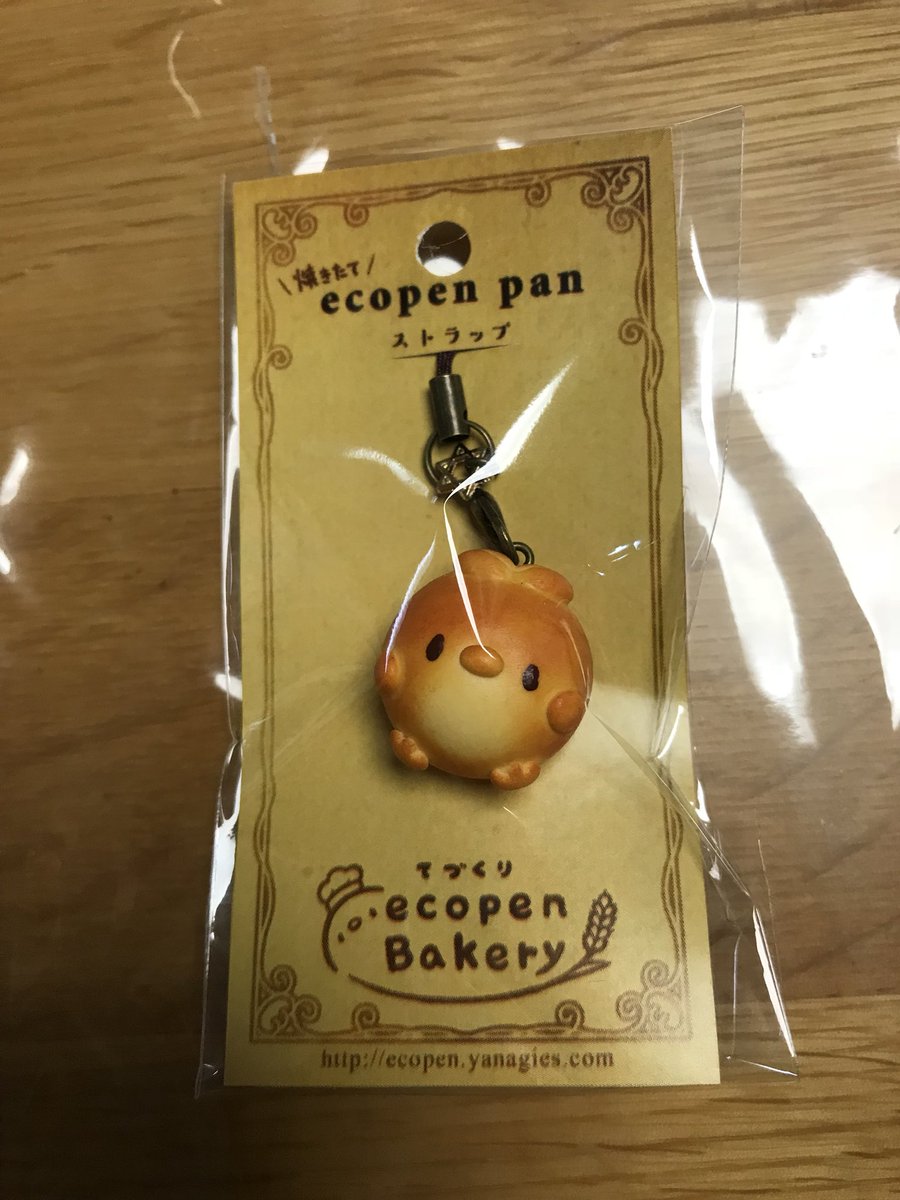 \焼きたて/
ecopen pan
ストラップ
てづくり
ecopen
Bakery
http://ecopen.yanagies.com